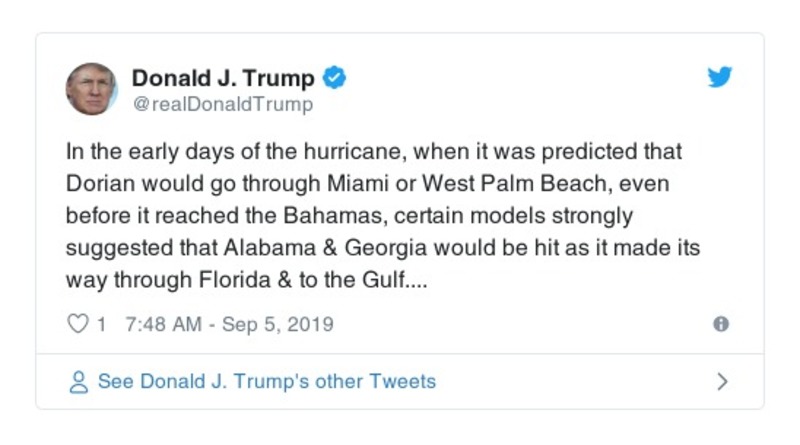 Donald J. Trump
@realDonaldTrump
In the early days of the hurricane, when it was predicted that
Dorian would go through Miami or West Palm Beach, even
before it reached the Bahamas, certain models strongly
suggested that Alabama & Georgia would be hit as it made its
way through Florida & to the Gulf....
1 7:48 AM - Sep 5, 2019
See Donald J. Trump's other Tweets